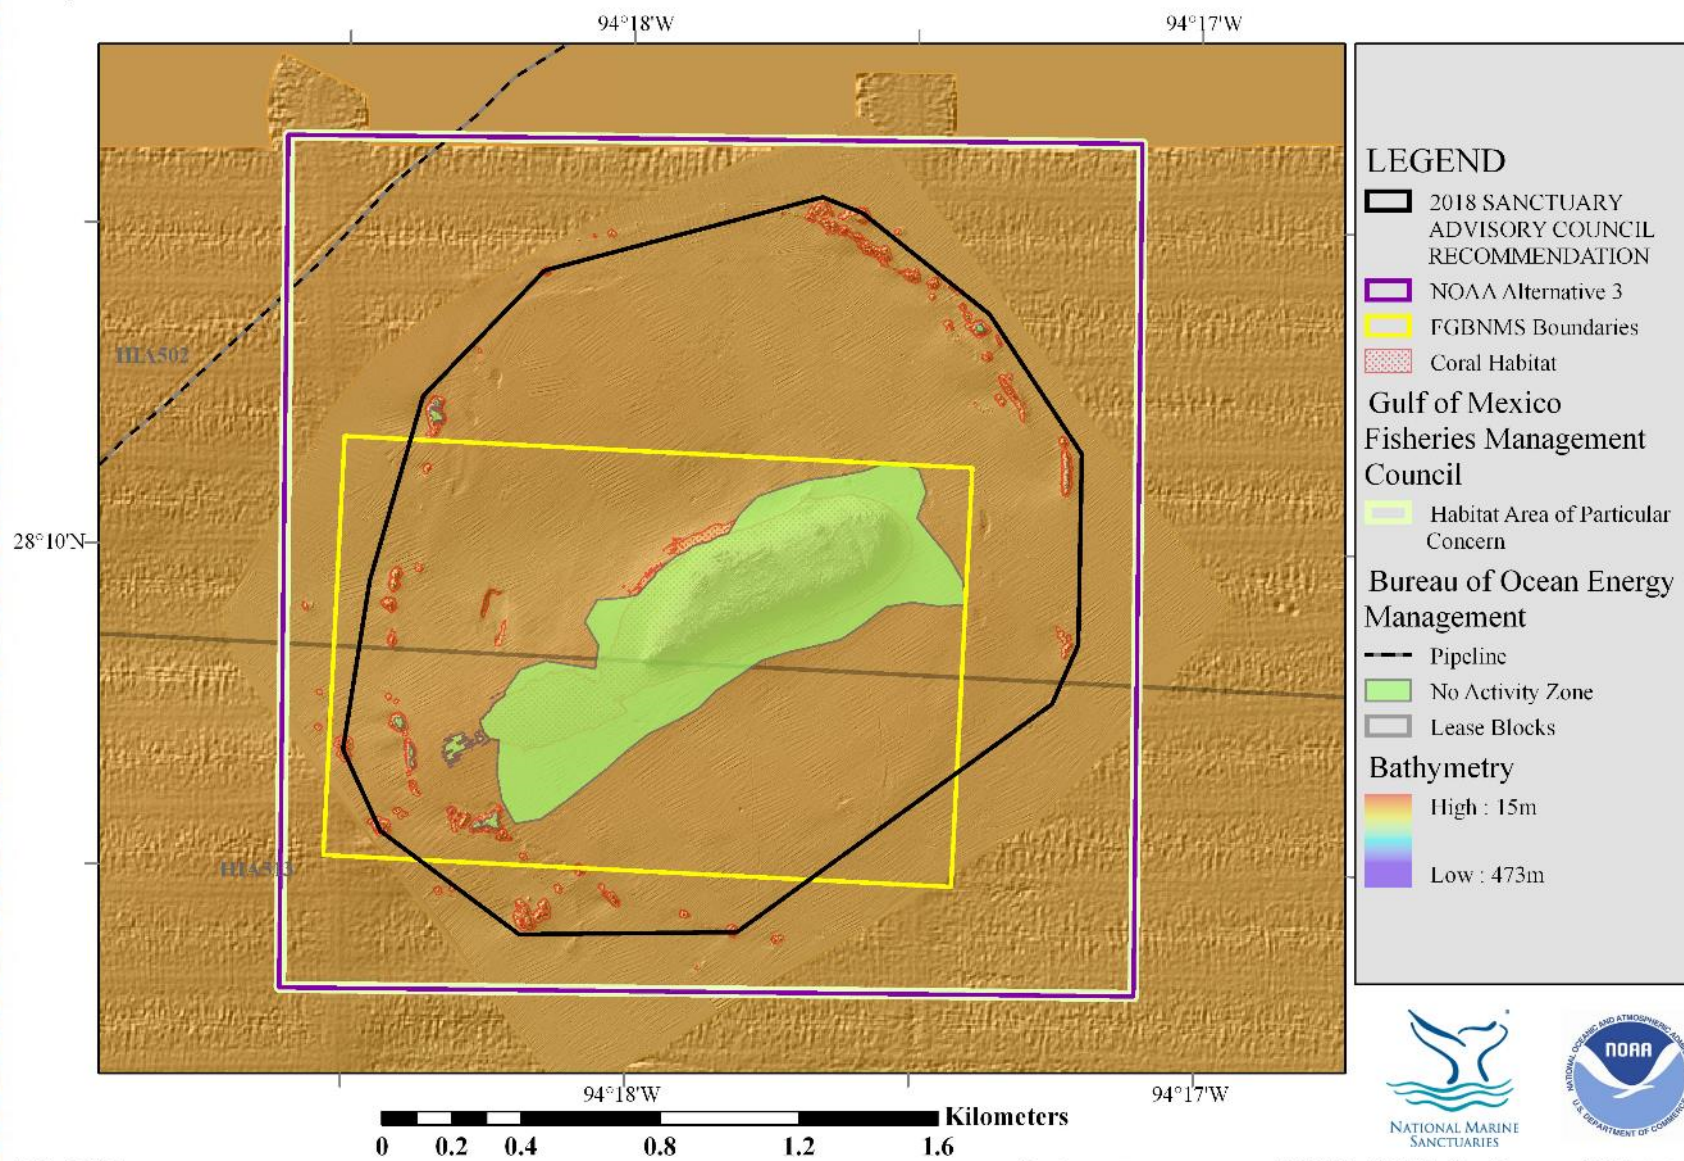 94°18'W
94°17'W
28°10'N
HIA502
HIA513
94°18'W
94°17'W
Kilometers
0
0.2
0.4
0.8
1.2
1.6
LEGEND
2018 SANCTUARY
ADVISORY COUNCIL
RECOMMENDATION
NOAA Alternative 3
FGBNMS Boundaries
Coral Habitat
Gulf of Mexico
Fisheries Management
Council
Habitat Area of Particular
Concern
Bureau of Ocean Energy
Management
Pipeline
No Activity Zone
Lease Blocks
Bathymetry
High : 15m
Low : 473m
NATIONAL MARINE
SANCTUARIES
NATIONAL OCEANIC AND ATMOSPHERIC
NOAA
U.S. DEPARTMENT OF COMMERCE